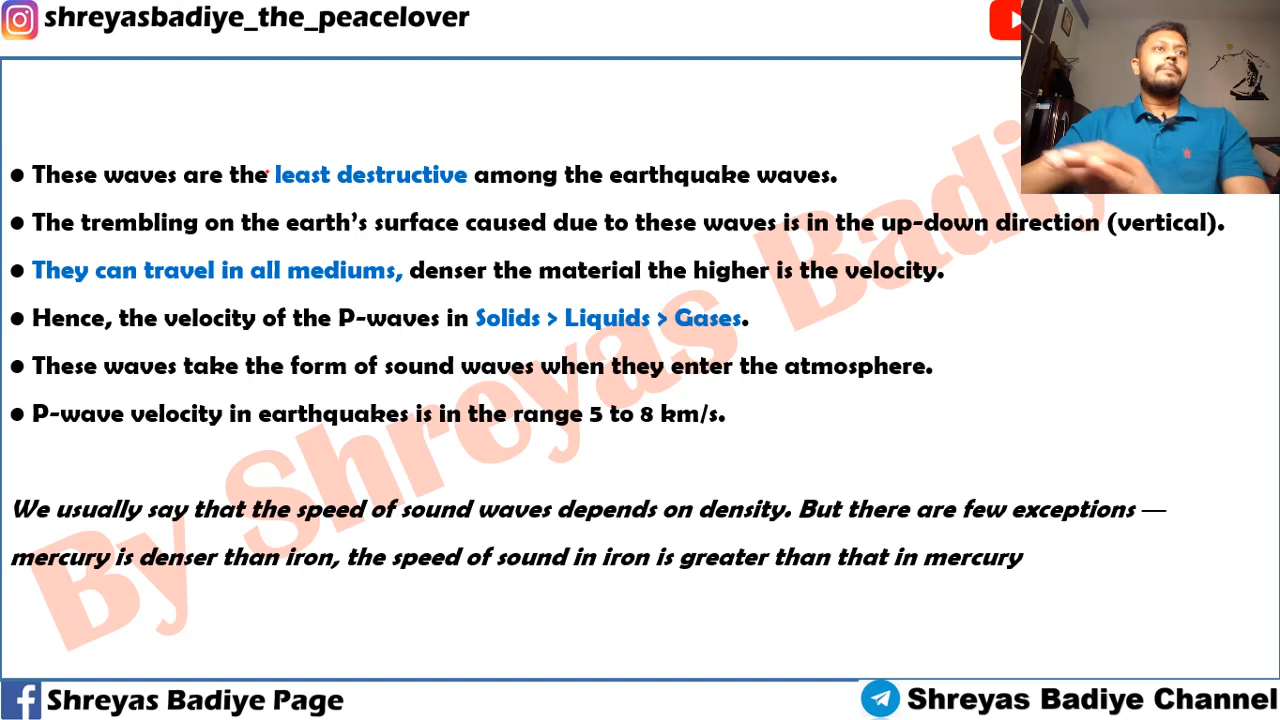 shreyasbadiye_the_peacelover
• These waves are the least destructive among the earthquake waves.
• The trembling on the earth’s surface caused due to these waves is in the up-down direction (vertical).
• They can travel in all mediums, denser the material the higher is the velocity.
• Hence, the velocity of the P-waves in Solids > Liquids > Gases.
• These waves take the form of sound waves when they enter the atmosphere.
• P-wave velocity in earthquakes is in the range 5 to 8 km/s.
We usually say that the speed of sound waves depends on density. But there are few exceptions —
mercury is denser than iron, the speed of sound in iron is greater than that in mercury
By Shreyas Badi
Shreyas Badiye Page
Shreyas Badiye Channel